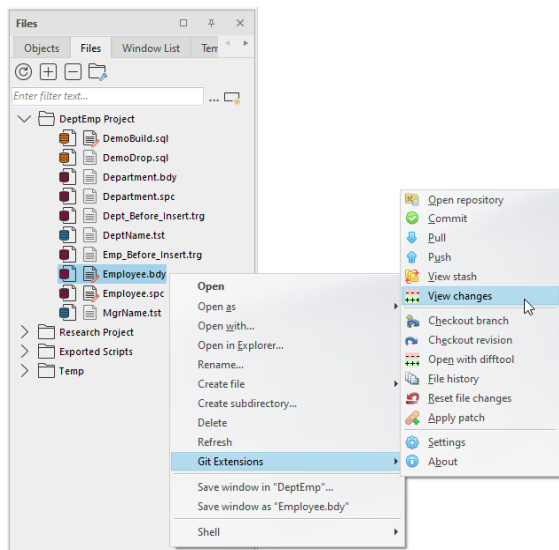 Files
Objects
Files
Window List
Tem
Enter filter text...
...
DeptEmp Project
DemoBuild.sql
DemoDrop.sql
Department.bdy
Department.spc
Dept_Before_Insert.trg
DeptName.tst
Emp_Before_Insert.trg
Employee.bdy
Employee.spc
MgrName.tst
Research Project
Exported Scripts
Temp
Open
Open as
Open with...
Open in Explorer...
Rename...
Create file
Create subdirectory...
Delete
Refresh
Git Extensions
Save window in "DeptEmp"...
Save window as "Employee.bdy"
Shell
Open repository
Commit
Pull
Push
View stash
View changes
Checkout branch
Checkout revision
Open with difftool
File history
Reset file changes
Apply patch
Settings
About